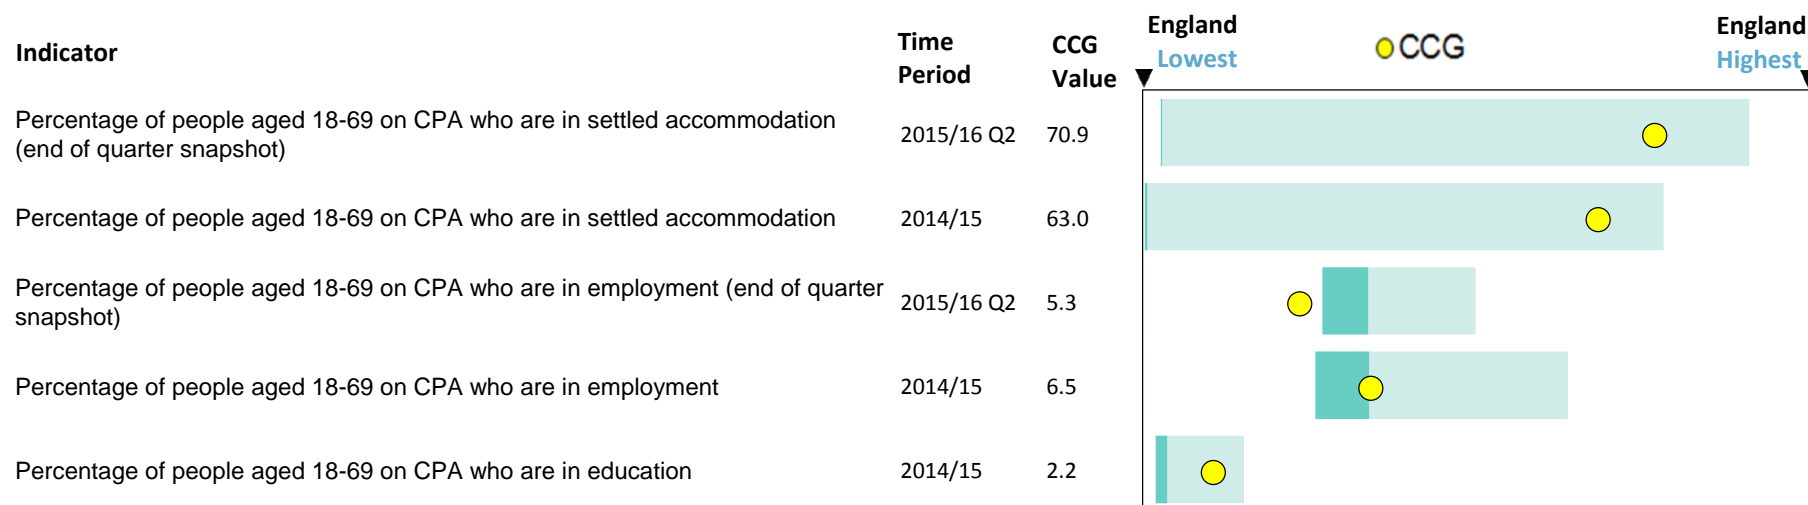 Indicator
Time Period
CCG Value
England Lowest
CCG
England Highest
Percentage of people aged 18-69 on CPA who are in settled accommodation
(end of quarter snapshot)
2015/16 Q2
70.9
Percentage of people aged 18-69 on CPA who are in settled accommodation
2014/15
63.0
Percentage of people aged 18-69 on CPA who are in employment (end of quarter
snapshot)
2015/16 Q2
5.3
Percentage of people aged 18-69 on CPA who are in employment
2014/15
6.5
Percentage of people aged 18-69 on CPA who are in education
2014/15
2.2